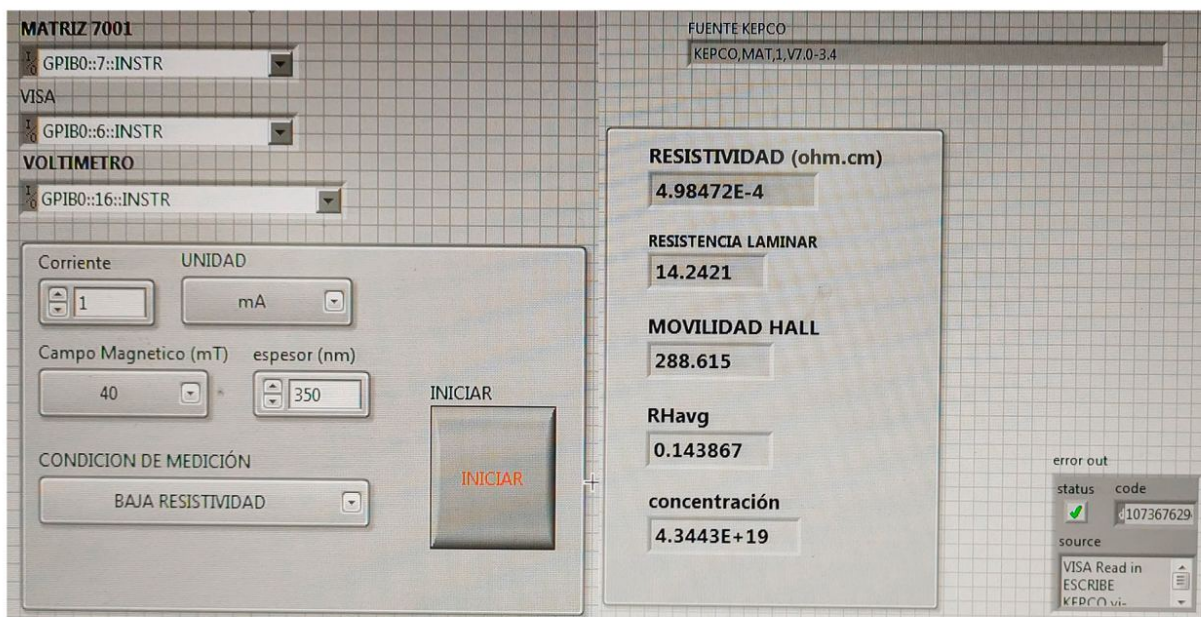 MATRIZ 7001
GPIB0::7::INSTR
VISA
GPIB0::6::INSTR
VOLTIMETRO
GPIB0::16::INSTR
Corriente
UNIDAD
1
mA
Campo Magnetico (mT)
espesor (nm)
40
350
INICIAR
INICIAR
CONDICION DE MEDICIÓN
BAJA RESISTIVIDAD
FUENTE KEPCO
KEPCO,MAT,1,V7.0-3.4
RESISTIVIDAD (ohm.cm)
4.98472E-4
RESISTENCIA LAMINAR
14.2421
MOVILIDAD HALL
288.615
RHavg
0.143867
concentración
4.3443E+19
error out
status
code
107367629
source
VISA Read in
ESCRIBE
KEPCO vi-